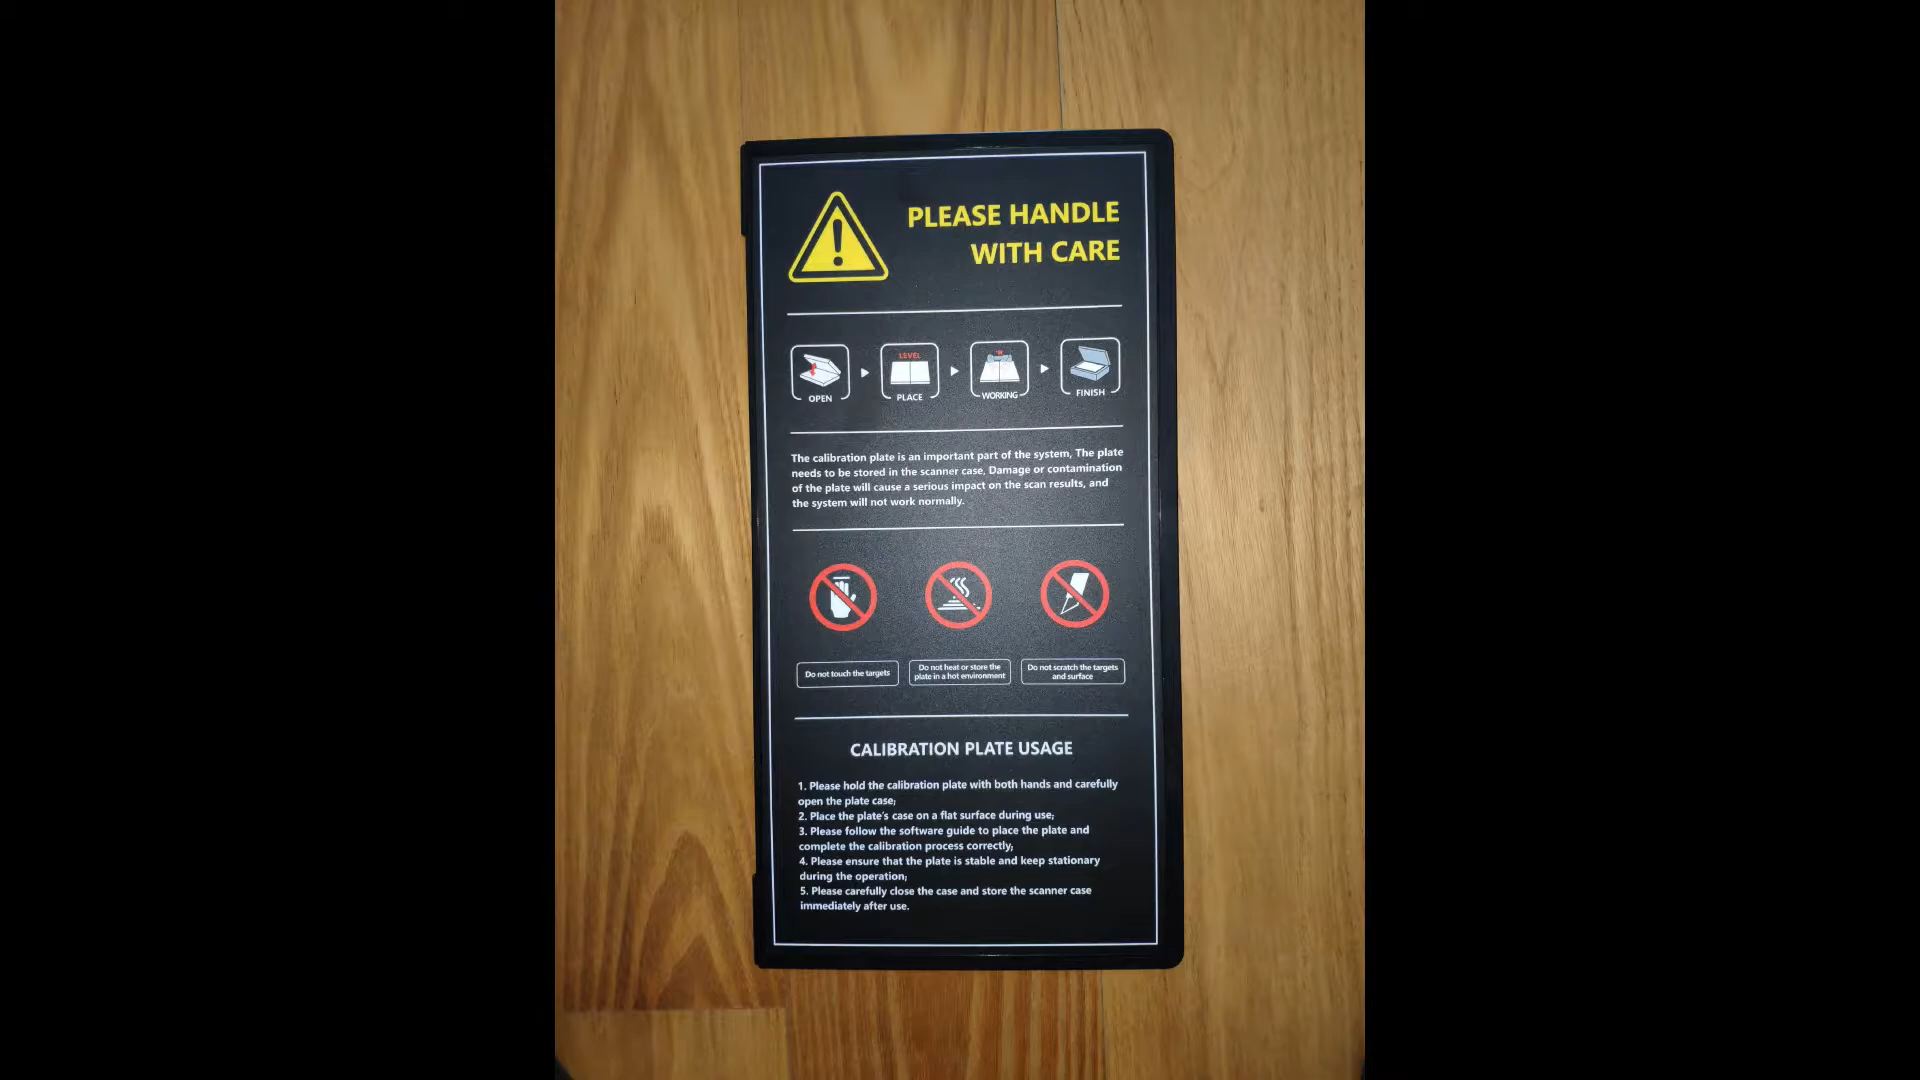 PLEASE HANDLE
WITH CARE
LEVEL
OPEN
PLACE
WORKING
FINISH
The calibration plate is an important part of the system, The plate
needs to be stored in the scanner case, Damage or contamination
of the plate will cause a serious impact on the scan results, and
the system will not work normally.
Do not touch the targets
Do not heat or store the
plate in a hot environment
Do not scratch the targets
and surface
CALIBRATION PLATE USAGE
1. Please hold the calibration plate with both hands and carefully
open the plate case;
2. Place the plate's case on a flat surface during use;
3. Please follow the software guide to place the plate and
complete the calibration process correctly;
4. Please ensure that the plate is stable and keep stationary
during the operation;
5. Please carefully close the case and store the scanner case
immediately after use.